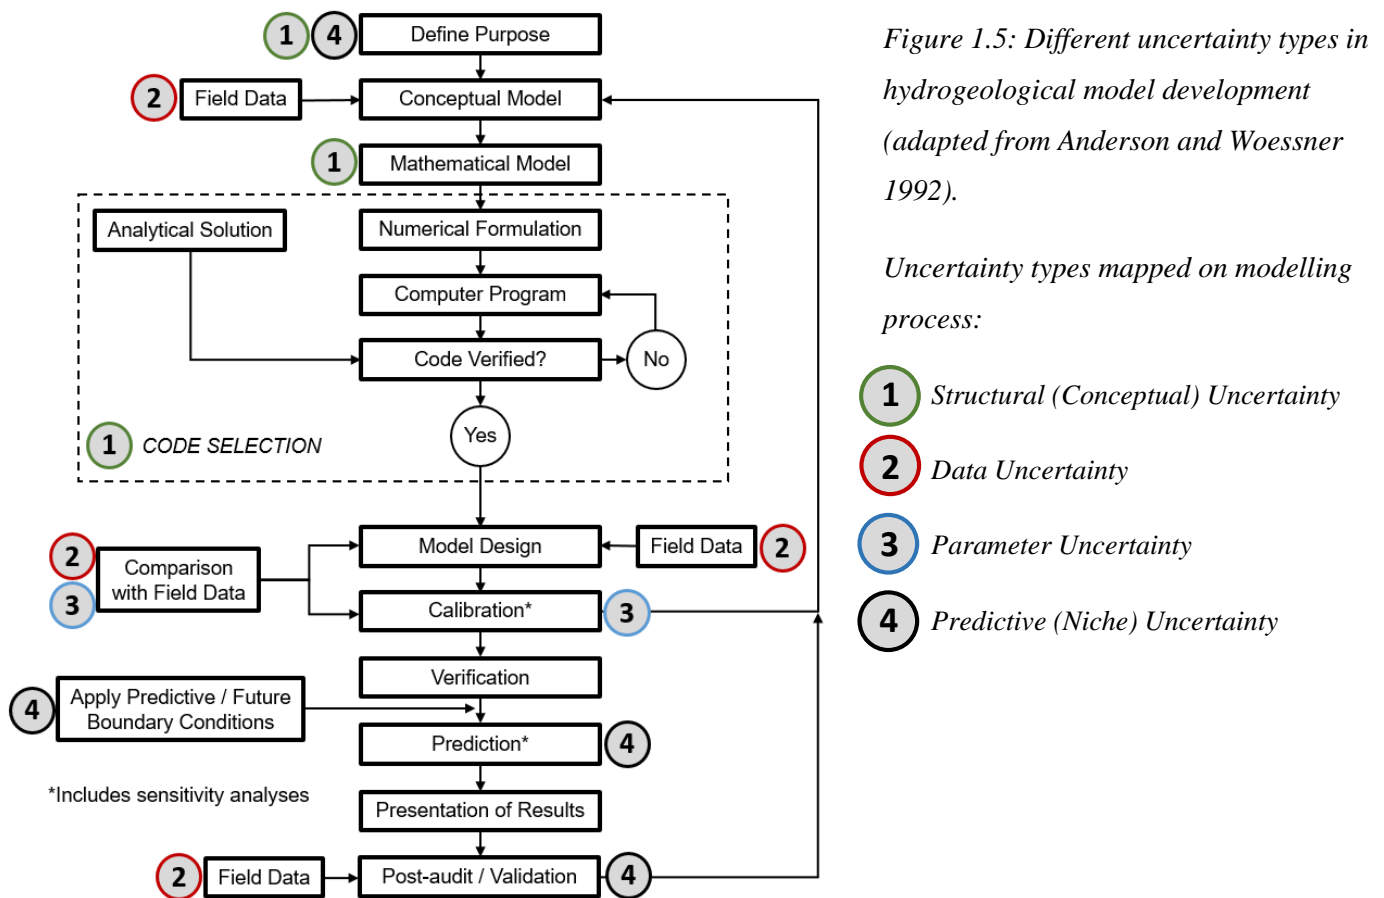 1 4 Define Purpose
2 Field Data
Conceptual Model
1 Mathematical Model
Analytical Solution
Numerical Formulation
Computer Program
Code Verified?
No
Yes
1 CODE SELECTION
Model Design
Field Data 2
2
3
Comparison
with Field Data
Calibration* 3
Verification
4
Apply Predictive / Future
Boundary Conditions
Prediction* 4
*Includes sensitivity analyses
Presentation of Results
2 Field Data
Post-audit / Validation 4
Figure 1.5: Different uncertainty types in
hydrogeological model development
(adapted from Anderson and Woessner
1992).
Uncertainty types mapped on modelling
process:
1 Structural (Conceptual) Uncertainty
2 Data Uncertainty
3 Parameter Uncertainty
4 Predictive (Niche) Uncertainty